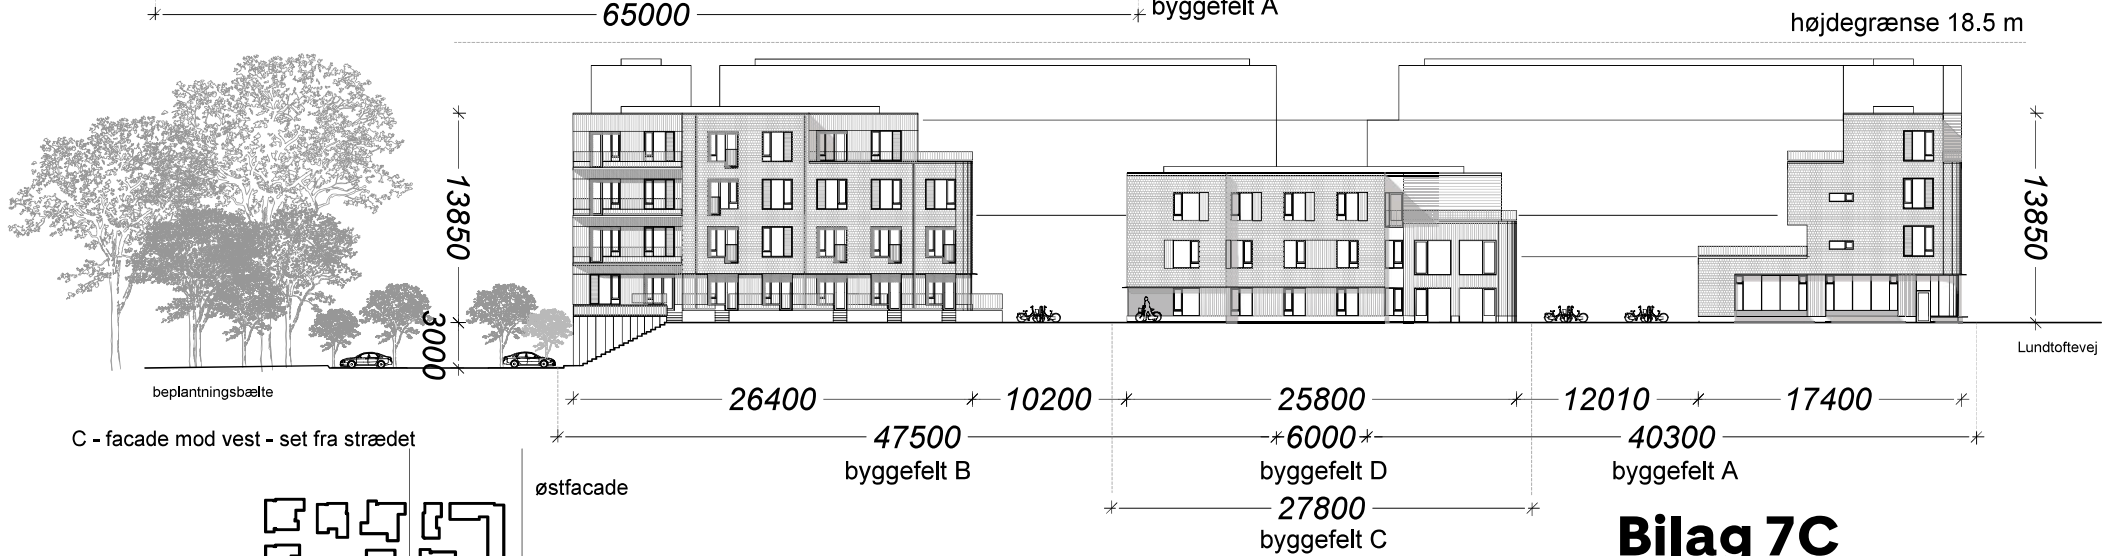 65000
byggefelt A
højdegrænse 18.5 m
13850
3000
13850
Lundtoftevej
beplantningsbælte
26400
10200
25800
12010
17400
C - facade mod vest - set fra strædet
47500
6000
40300
byggefelt B
byggefelt D
byggefelt A
østfacade
27800
byggefelt C
Bilag 7C